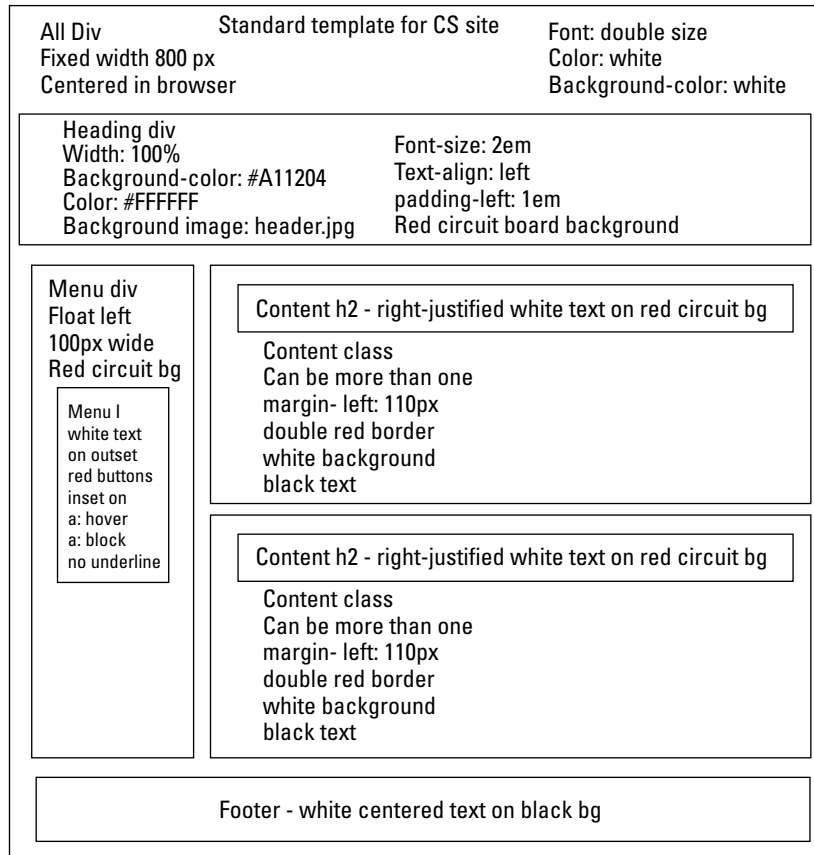 Standard template for CS site
All Div
Fixed width 800 px
Centered in browser
Font: double size
Color: white
Background-color: white
Heading div
Width: 100%
Background-color: #A11204
Color: #FFFFFF
Background image: header.jpg
Font-size: 2em
Text-align: left
padding-left: 1em
Red circuit board background
Menu div
Float left
100px wide
Red circuit bg
Menu l
white text
on outset
red buttons
inset on
a: hover
a: block
no underline
Content h2 - right-justified white text on red circuit bg
Content class
Can be more than one
margin- left: 110px
double red border
white background
black text
Content h2 - right-justified white text on red circuit bg
Content class
Can be more than one
margin- left: 110px
double red border
white background
black text
Footer - white centered text on black bg